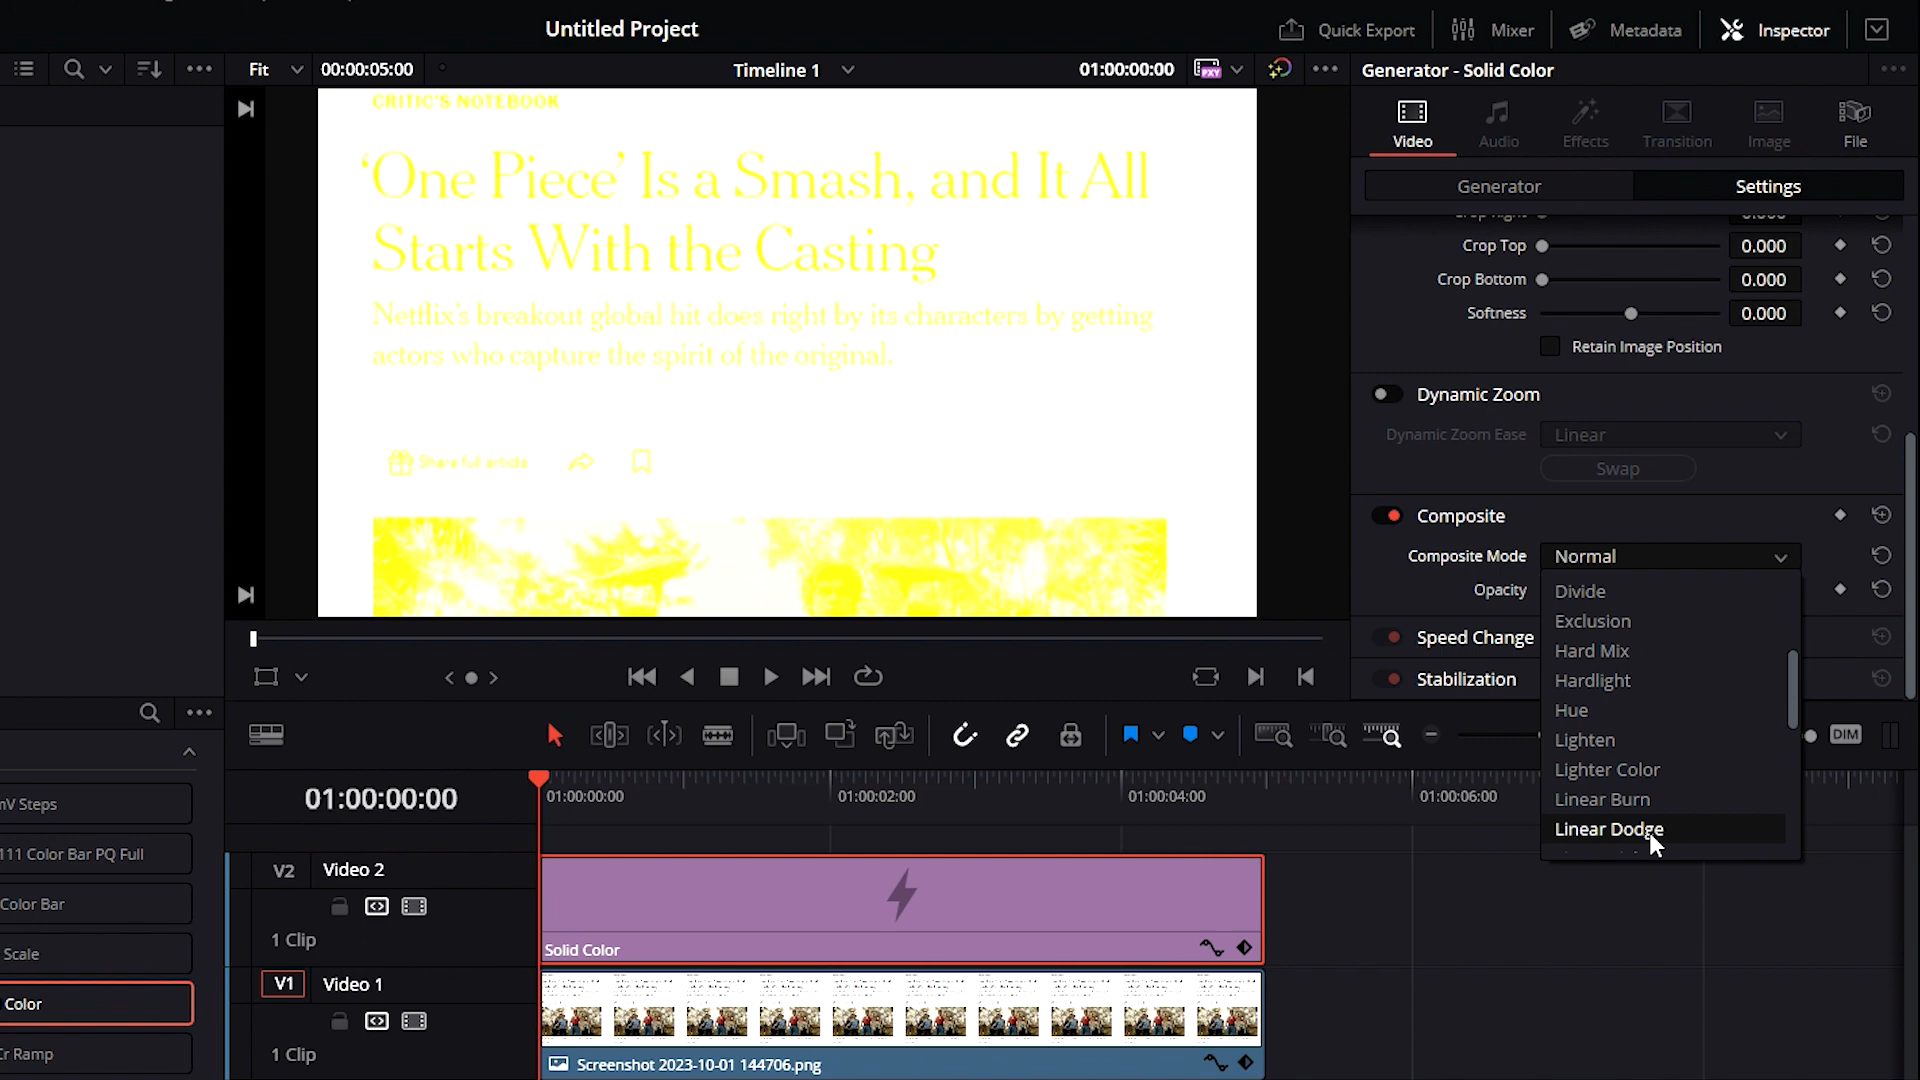 Untitled Project
Quick Export
Mixer
Metadata
Inspector
Fit
00:00:05:00
Timeline 1
01:00:00:00
PXY
Generator - Solid Color
Video
Audio
Effects
Transition
Image
File
Generator
Settings
CRITIC'S NOTEBOOK
‘One Piece’ Is a Smash, and It All
Starts With the Casting
Netflix's breakout global hit does right by its characters by getting
actors who capture the spirit of the original.
Share full article
Crop Right
Crop Top
0.000
Crop Bottom
0.000
Softness
0.000
Retain Image Position
Dynamic Zoom
Dynamic Zoom Ease
Linear
Swap
Composite
Composite Mode
Normal
Opacity
Divide
Exclusion
Hard Mix
Hardlight
Hue
Lighten
Lighter Color
Linear Burn
Linear Dodge
Speed Change
Stabilization
DIM
01:00:00:00
01:00:00:00
01:00:02:00
01:00:04:00
01:00:06:00
mV Steps
111 Color Bar PQ Full
Color Bar
Scale
Color
Cr Ramp
V2
Video 2
1 Clip
Solid Color
V1
Video 1
1 Clip
Screenshot 2023-10-01 144706.png